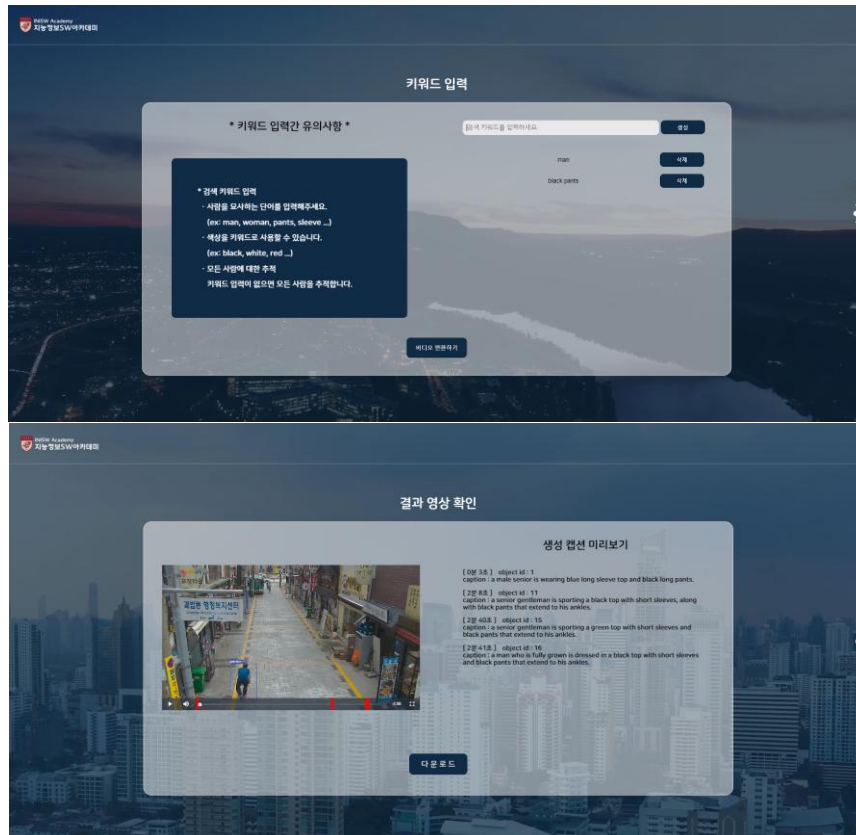 INISW Academy
지능정보SW아카데미
키워드 입력
* 키워드 입력간 유의사항 *
검색 키워드를 입력하세요
생성
man
삭제
black pants
삭제
* 검색 키워드 입력
- 사람을 묘사하는 단어를 입력해주세요.
(ex: man, woman, pants, sleeve ...)
- 색상을 키워드로 사용할 수 있습니다.
(ex: black, white, red ...)
- 모든 사람에 대한 추적
키워드 입력이 없으면 모든 사람을 추적합니다.
비디오 변환하기
INISW Academy
지능정보SW아카데미
결과 영상 확인
생성 캡션 미리보기
[ 0분 3초 ] object id : 1
caption : a male senior is wearing blue long sleeve top and black long pants.
[ 2분 8초 ] object id : 11
caption : a senior gentleman is sporting a black top with short sleeves, along
with black pants that extend to his ankles.
[ 2분 40초 ] object id : 15
caption : a senior gentleman is sporting a green top with short sleeves and
black pants that extend to his ankles.
[ 2분 41초 ] object id : 16
caption : a man who is fully grown is dressed in a black top with short sleeves
and black pants that extend to his ankles.
행정복지센터
다운로드